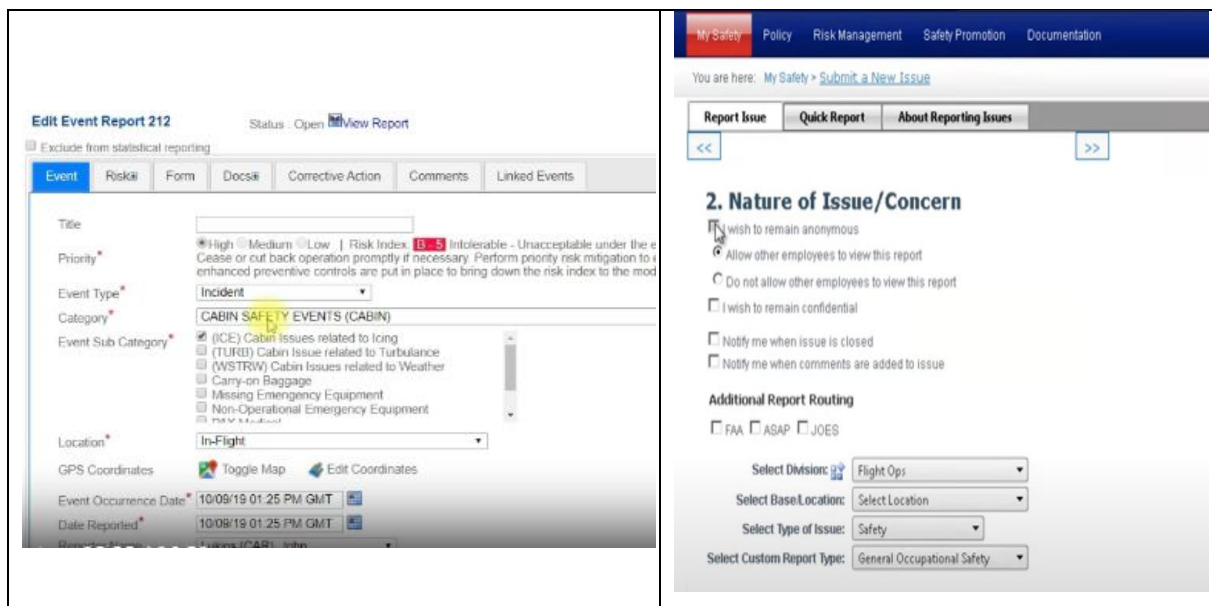 Edit Event Report 212 Status : Open View Report
Exclude from statistical reporting
Event Risks Form Docs Corrective Action Comments Linked Events
Title
Priority* High Medium Low | Risk Index: B - 5 Intolerable - Unacceptable under the e
Cease or cut back operation promptly if necessary. Perform priority risk mitigation to
enhanced preventive controls are put in place to bring down the risk index to the mod
Event Type* Incident
Category* CABIN SAFETY EVENTS (CABIN)
Event Sub Category* (ICE) Cabin Issues related to Icing
(TURB) Cabin Issue related to Turbulance
(WSTRW) Cabin Issues related to Weather
Carry-on Baggage
Missing Emengency Equipment
Non-Operational Emergency Equipment
Location* In-Flight
GPS Coordinates Toggle Map Edit Coordinates
Event Occurrence Date* 10/09/19 01:25 PM GMT
Date Reported* 10/09/19 01:25 PM GMT
My Safety Policy Risk Management Safety Promotion Documentation
You are here: My Safety > Submit a New Issue
Report Issue Quick Report About Reporting Issues
<< >>
2. Nature of Issue/Concern
wish to remain anonymous
Allow other employees to view this report
Do not allow other employees to view this report
I wish to remain confidential
Notify me when issue is closed
Notify me when comments are added to issue
Additional Report Routing
FAA ASAP JOES
Select Division: Flight Ops
Select Base/Location: Select Location
Select Type of Issue: Safety
Select Custom Report Type: General Occupational Safety